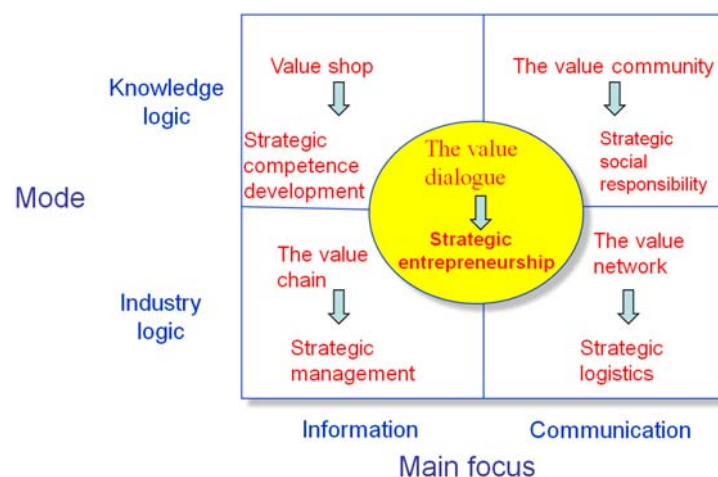 Value shop
The value community
Knowledge
logic
Strategic
competence
development
The value
dialogue
Strategic
entrepreneurship
Strategic
social
responsibility
Mode
The value
chain
The value
network
Industry
logic
Strategic
management
Strategic
logistics
Information
Communication
Main focus